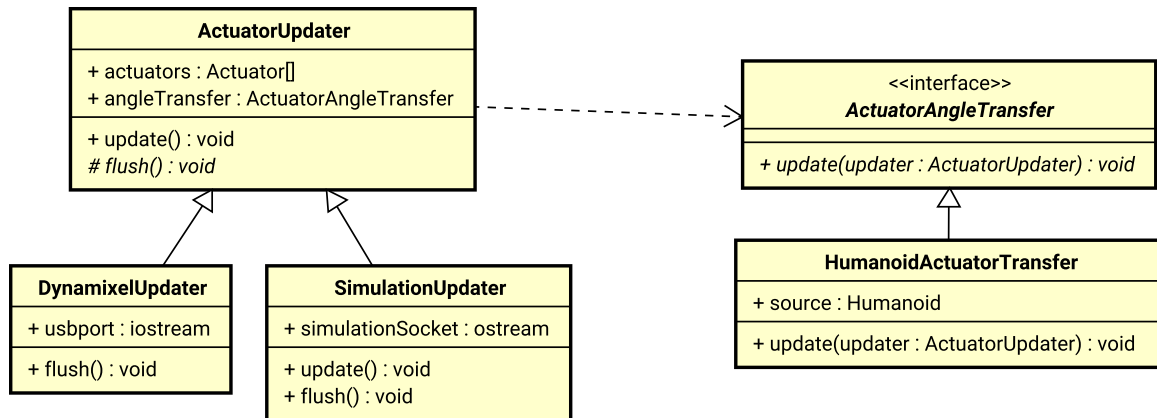 ActuatorUpdater
+ actuators : Actuator[]
+ angleTransfer : ActuatorAngleTransfer
+ update() : void
# flush() : void
<<interface>>
ActuatorAngleTransfer
+ update(updater : ActuatorUpdater) : void
DynamixelUpdater
+ usbport : iostream
+ flush() : void
SimulationUpdater
+ simulationSocket : ostream
+ update() : void
+ flush() : void
HumanoidActuatorTransfer
+ source : Humanoid
+ update(updater : ActuatorUpdater) : void